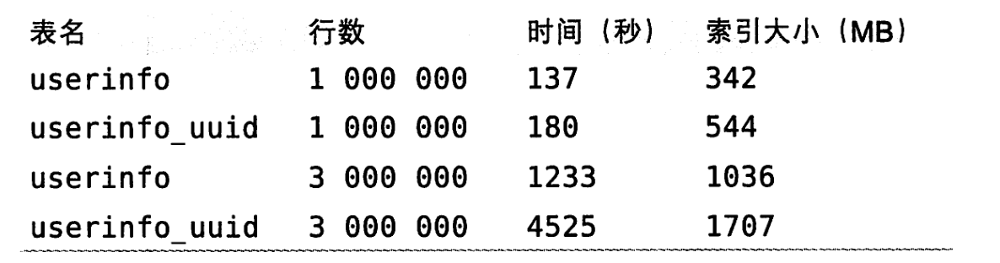 表名 行数 时间（秒） 索引大小（MB）
userinfo 1 000 000 137 342
userinfo_uuid 1 000 000 180 544
userinfo 3 000 000 1233 1036
userinfo_uuid 3 000 000 4525 1707